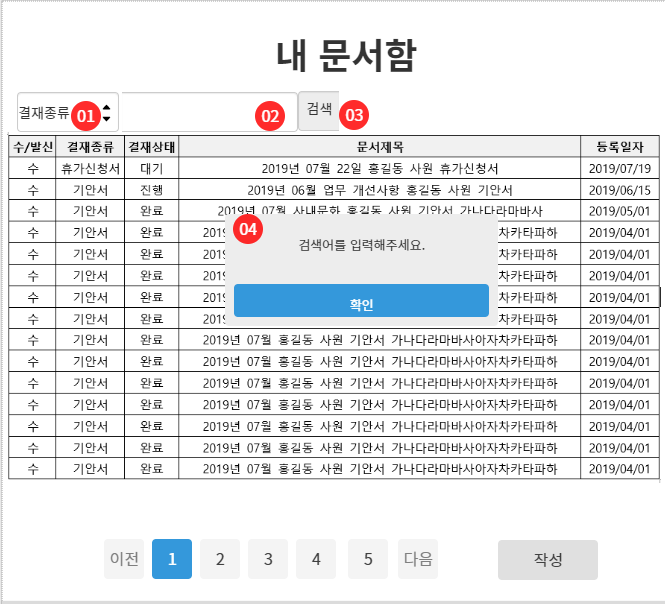 내 문서함
결재종류 01 02 검색 03
수/발신 결재종류 결재상태 문서제목 등록일자
수 휴가신청서 대기 2019년 07월 22일 홍길동 사원 휴가신청서 2019/07/19
수 기안서 진행 2019년 06월 업무 개선사항 홍길동 사원 기안서 2019/06/15
수 기안서 완료 2019년 07월 사내문화 홍길동 사원 기안서 가나다라마바사 2019/05/01
04
수 기안서 완료 2019 자차카타파하 2019/04/01
검색어를 입력해주세요.
수 기안서 완료 2019 자차카타파하 2019/04/01
수 기안서 완료 2019 자차카타파하 2019/04/01
수 기안서 완료 2019 자차카타파하 2019/04/01
확인
수 기안서 완료 2019 자차카타파하 2019/04/01
수 기안서 완료 2019년 07월 홍길동 사원 기안서 가나다라마바사아자차카타파하 2019/04/01
수 기안서 완료 2019년 07월 홍길동 사원 기안서 가나다라마바사아자차카타파하 2019/04/01
수 기안서 완료 2019년 07월 홍길동 사원 기안서 가나다라마바사아자차카타파하 2019/04/01
수 기안서 완료 2019년 07월 홍길동 사원 기안서 가나다라마바사아자차카타파하 2019/04/01
수 기안서 완료 2019년 07월 홍길동 사원 기안서 가나다라마바사아자차카타파하 2019/04/01
수 기안서 완료 2019년 07월 홍길동 사원 기안서 가나다라마바사아자차카타파하 2019/04/01
수 기안서 완료 2019년 07월 홍길동 사원 기안서 가나다라마바사아자차카타파하 2019/04/01
이전 1 2 3 4 5 다음 작성